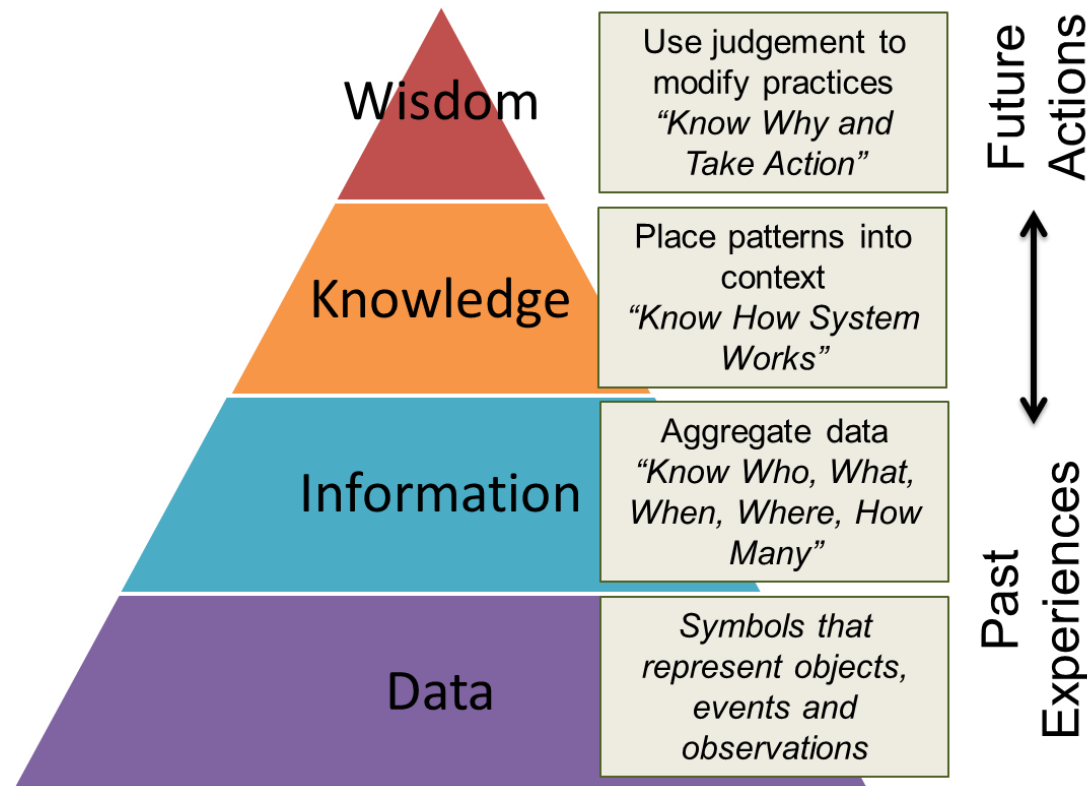 Wisdom
Use judgement to
modify practices
“Know Why and
Take Action”
Future
Actions
Knowledge
Place patterns into
context
“Know How System
Works”
Information
Aggregate data
“Know Who, What,
When, Where, How
Many”
Past
Experiences
Data
Symbols that
represent objects,
events and
observations